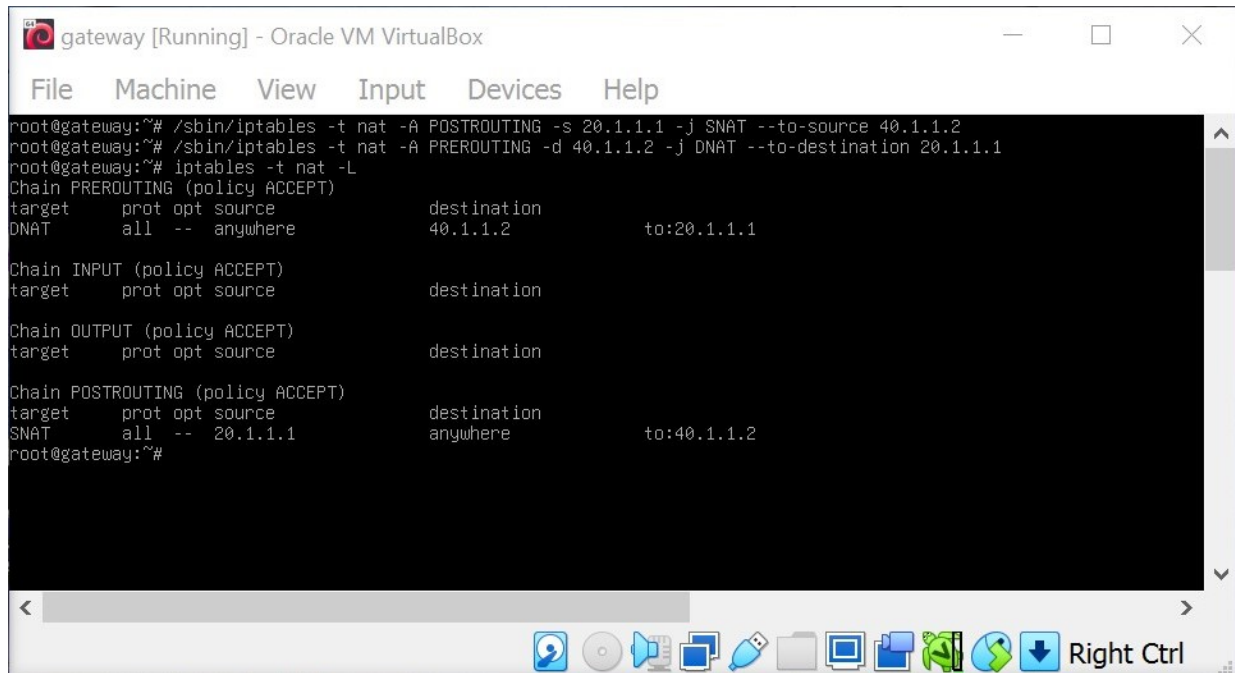 64
gateway [Running] - Oracle VM VirtualBox
File Machine View Input Devices Help
root@gateway:~# /sbin/iptables -t nat -A POSTROUTING -s 20.1.1.1 -j SNAT --to-source 40.1.1.2
root@gateway:~# /sbin/iptables -t nat -A PREROUTING -d 40.1.1.2 -j DNAT --to-destination 20.1.1.1
root@gateway:~# iptables -t nat -L
Chain PREROUTING (policy ACCEPT)
target prot opt source destination
DNAT all -- anywhere 40.1.1.2 to:20.1.1.1
Chain INPUT (policy ACCEPT)
target prot opt source destination
Chain OUTPUT (policy ACCEPT)
target prot opt source destination
Chain POSTROUTING (policy ACCEPT)
target prot opt source destination
SNAT all -- 20.1.1.1 anywhere to:40.1.1.2
root@gateway:~#
Right Ctrl